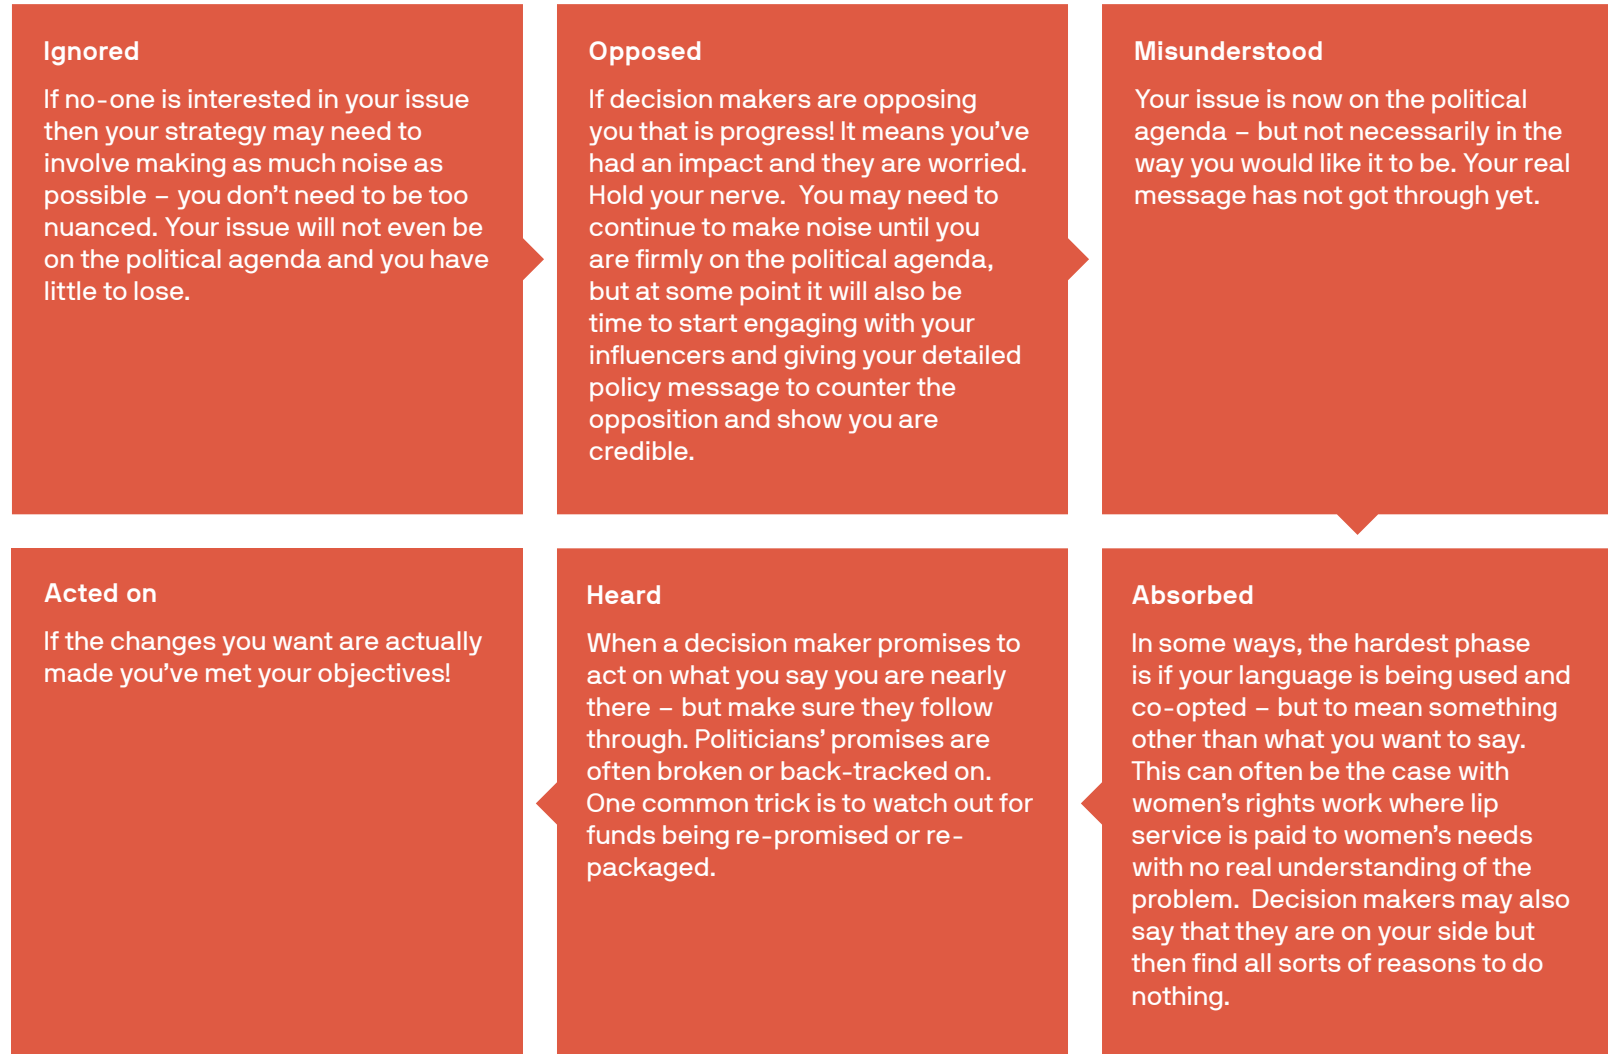 Ignored
If no-one is interested in your issue
then your strategy may need to
involve making as much noise as
possible – you don't need to be too
nuanced. Your issue will not even be
on the political agenda and you have
little to lose.
Opposed
If decision makers are opposing
you that is progress! It means you've
had an impact and they are worried.
Hold your nerve.  You may need to
continue to make noise until you
are firmly on the political agenda,
but at some point it will also be
time to start engaging with your
influencers and giving your detailed
policy message to counter the
opposition and show you are
credible.
Misunderstood
Your issue is now on the political
agenda – but not necessarily in the
way you would like it to be. Your real
message has not got through yet.
Absorbed
In some ways, the hardest phase
is if your language is being used and
co-opted – but to mean something
other than what you want to say.
This can often be the case with
women's rights work where lip
service is paid to women's needs
with no real understanding of the
problem.  Decision makers may also
say that they are on your side but
then find all sorts of reasons to do
nothing.
Heard
When a decision maker promises to
act on what you say you are nearly
there – but make sure they follow
through. Politicians' promises are
often broken or back-tracked on.
One common trick is to watch out for
funds being re-promised or re-
packaged.
Acted on
If the changes you want are actually
made you've met your objectives!